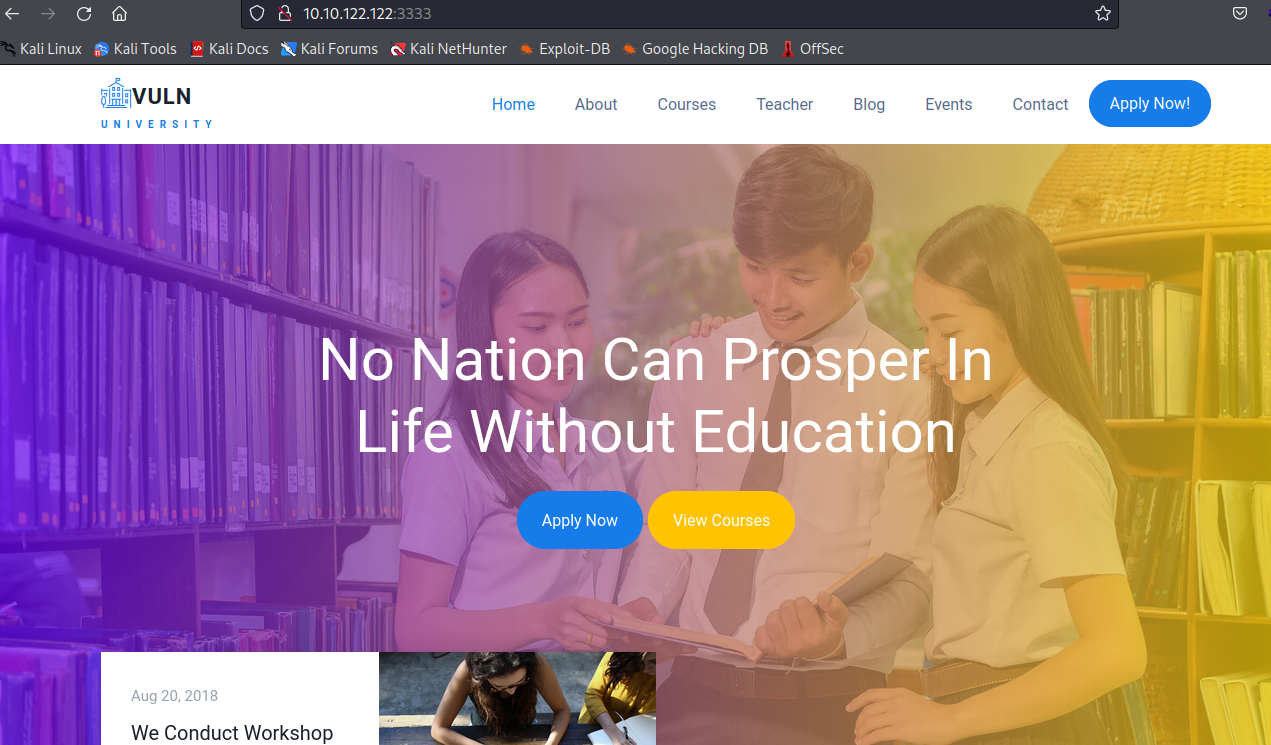 10.10.122.122:3333
Kali Linux Kali Tools Kali Docs Kali Forums Kali NetHunter Exploit-DB Google Hacking DB OffSec
VULN
UNIVERSITY
Home About Courses Teacher Blog Events Contact Apply Now!
No Nation Can Prosper In
Life Without Education
Apply Now View Courses
Aug 20, 2018
We Conduct Workshop